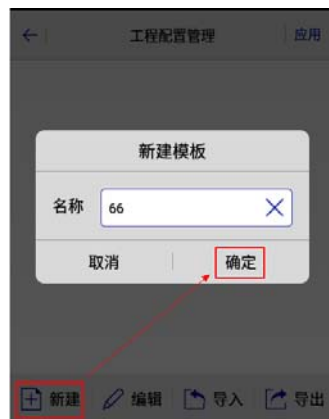 工程配置管理 应用
新建模板
名称 66
取消 确定
新建 编辑 导入 导出